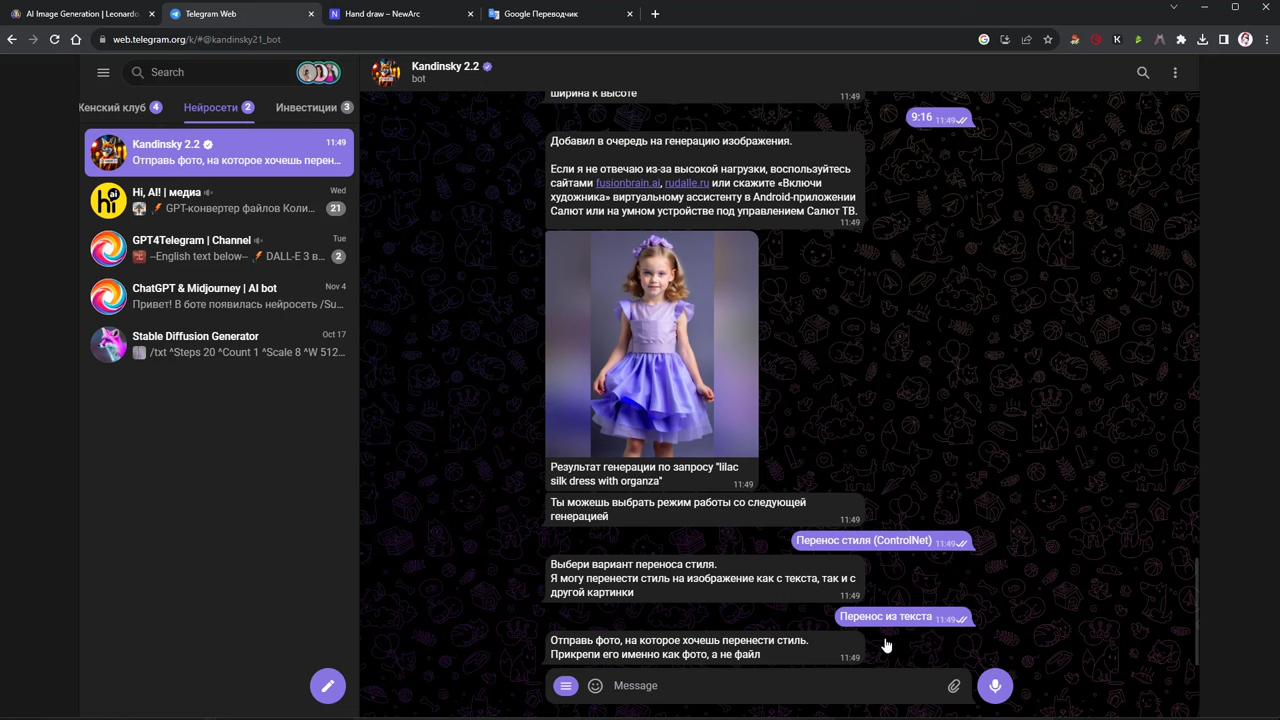 AI Image Generation | Leonardo
Telegram Web
Hand draw – NewArc
Google Переводчик
web.telegram.org/k/#@kandinsky21_bot
Search
Kandinsky 2.2
bot
Кенский клуб 4
Нейросети 2
Инвестиции 3
Kandinsky 2.2
11:49
Отправь фото, на которое хочешь перен...
Hi, AI! | медиа
Wed
⚡ GPT-конвертер файлов Коли...
21
GPT4Telegram | Channel
Tue
--English text below-- ⚡ DALL-E 3 в...
2
ChatGPT & Midjourney | AI bot
Nov 4
Привет! В боте появилась нейросеть /Su...
Stable Diffusion Generator
Oct 17
/txt ^Steps 20 ^Count 1 ^Scale 8 ^W 512...
ширина к высоте
11:49
9:16 11:49
Добавил в очередь на генерацию изображения.
Если я не отвечаю из-за высокой нагрузки, воспользуйтесь
сайтами fusionbrain.ai, rudalle.ru или скажите «Включи
художника» виртуальному ассистенту в Android-приложении
Салют или на умном устройстве под управлением Салют ТВ.
11:49
Результат генерации по запросу "lilac
silk dress with organza"
11:49
Ты можешь выбрать режим работы со следующей
генерацией
11:49
Перенос стиля (ControlNet) 11:49
Выбери вариант переноса стиля.
Я могу перенести стиль на изображение как с текста, так и с
другой картинки
11:49
Перенос из текста 11:49
Отправь фото, на которое хочешь перенести стиль.
Прикрепи его именно как фото, а не файл
11:49
Message